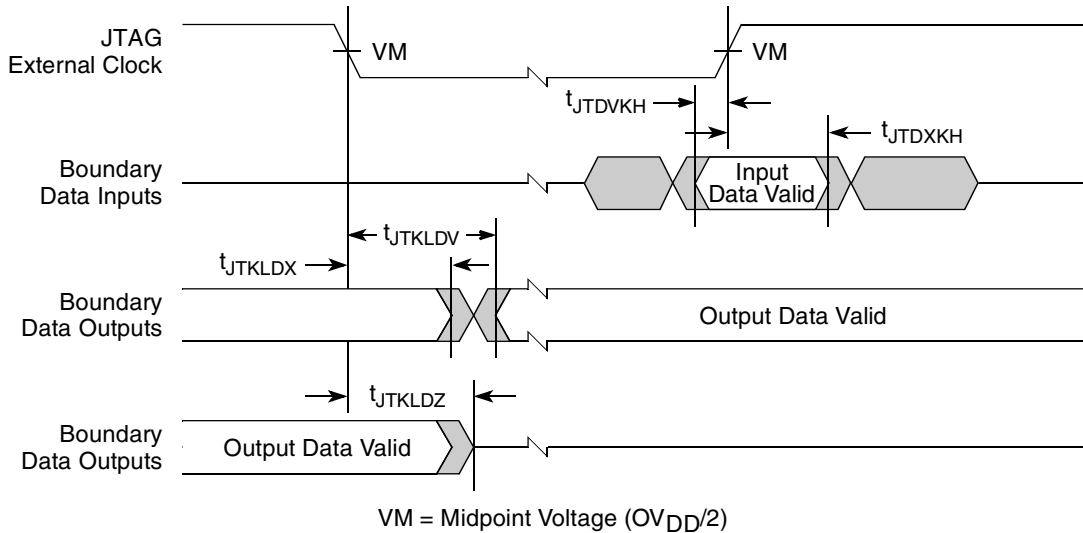 JTAG
External Clock
VM
VM
tJTDVKH
tJTDXKH
Boundary
Data Inputs
Input
Data Valid
tJTKLDV
tJTKLDX
Boundary
Data Outputs
Output Data Valid
tJTKLDZ
Boundary
Data Outputs
Output Data Valid
VM = Midpoint Voltage (OVDD/2)